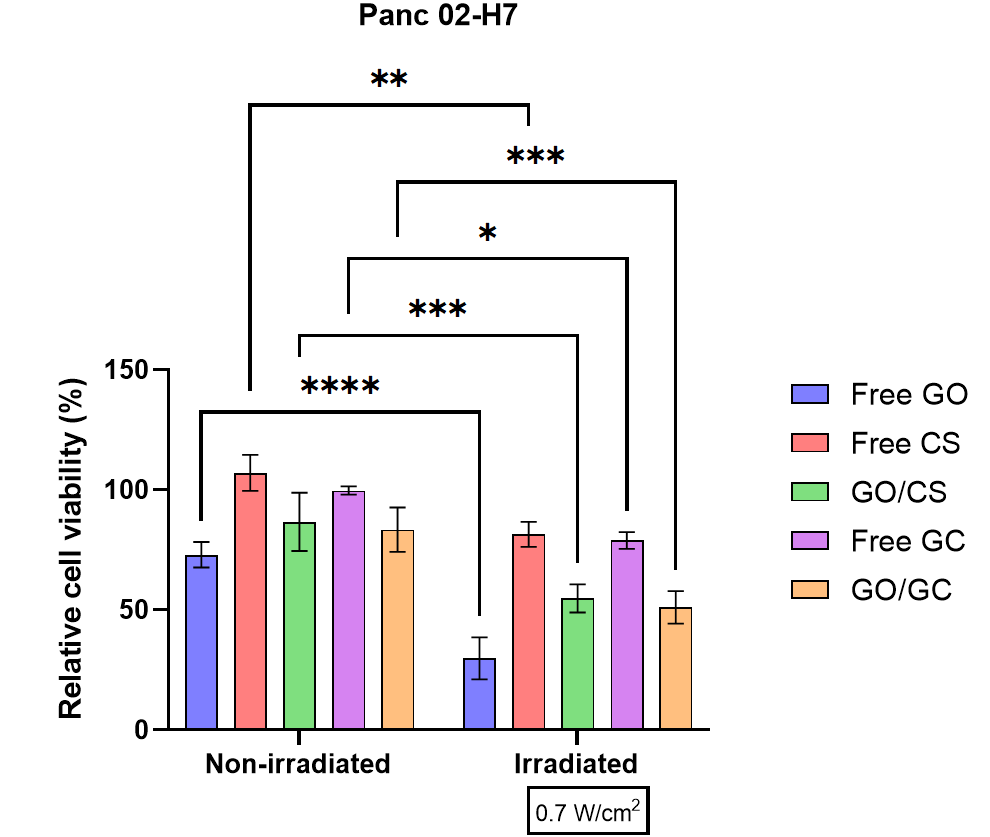 Panc 02-H7
**
***
*
***
****
Relative cell viability (%)
150
100
50
0
Non-irradiated
Irradiated
0.7 W/cm²
Free GO
Free CS
GO/CS
Free GC
GO/GC